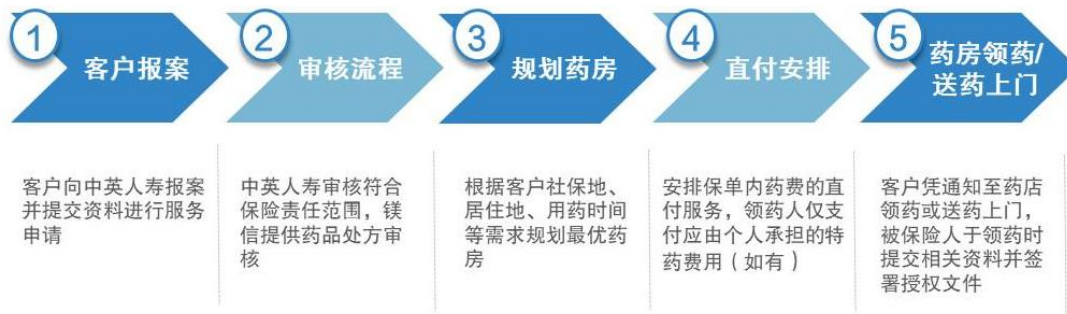 1
客户报案
2
审核流程
3
规划药房
4
直付安排
5
药房领药/
送药上门
客户向中英人寿报案
并提交资料进行服务
申请
中英人寿审核符合
保险责任范围，镁
信提供药品处方审
核
根据客户社保地、
居住地、用药时间
等需求规划最优药
房
安排保单内药费的直
付服务，领药人仅支
付应由个人承担的特
药费用（如有）
客户凭通知至药店
领药或送药上门，
被保险人于领药时
提交相关资料并签
署授权文件